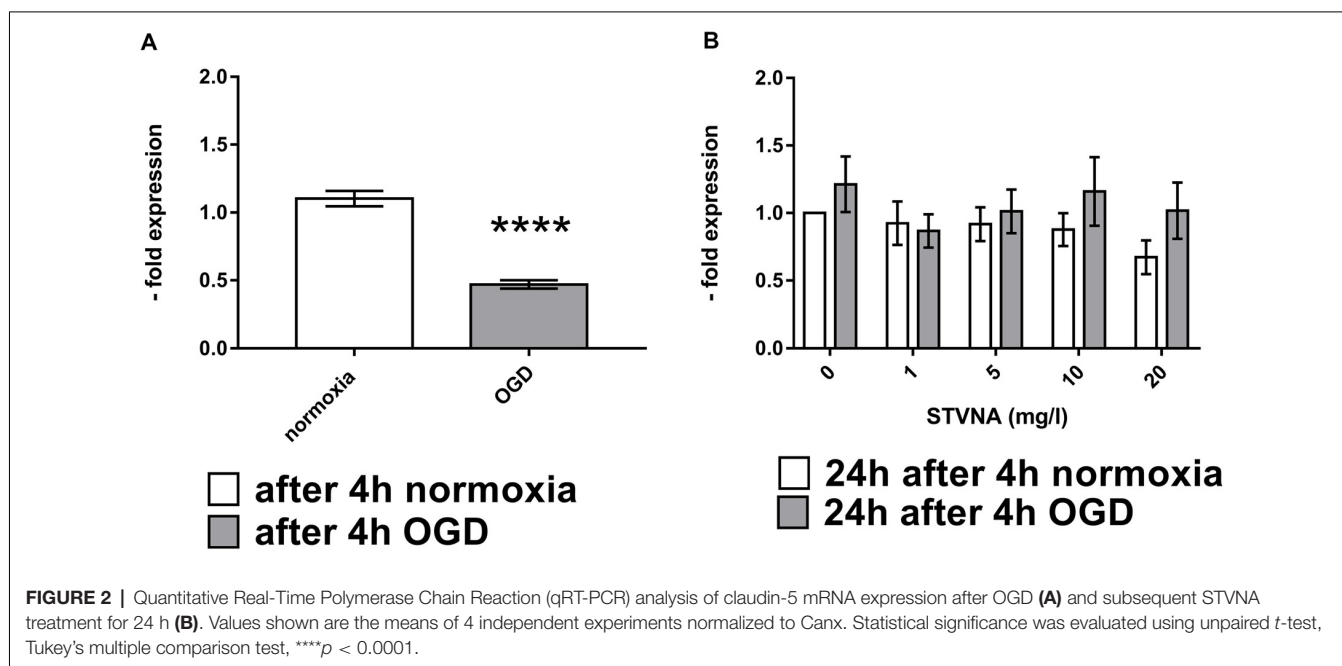 A
- fold expression
2.0
1.5
1.0
0.5
0.0
****
normoxia
OGD
after 4h normoxia
after 4h OGD
B
- fold expression
2.0
1.5
1.0
0.5
0.0
0
1
5
10
20
STVNA (mg/l)
24h after 4h normoxia
24h after 4h OGD
FIGURE 2 | Quantitative Real-Time Polymerase Chain Reaction (qRT-PCR) analysis of claudin-5 mRNA expression after OGD (A) and subsequent STVNA
treatment for 24 h (B). Values shown are the means of 4 independent experiments normalized to Canx. Statistical significance was evaluated using unpaired t-test,
Tukey's multiple comparison test, ****p < 0.0001.